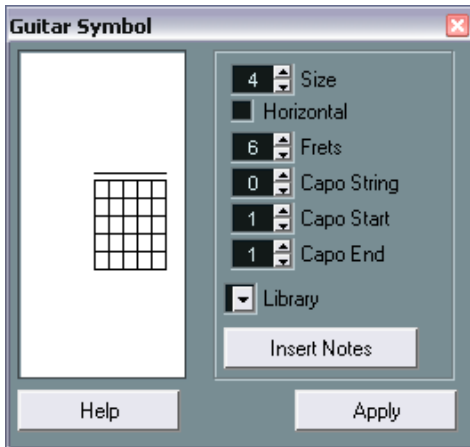 Guitar Symbol
4 Size
Horizontal
6 Frets
0 Capo String
1 Capo Start
1 Capo End
Library
Insert Notes
Help
Apply